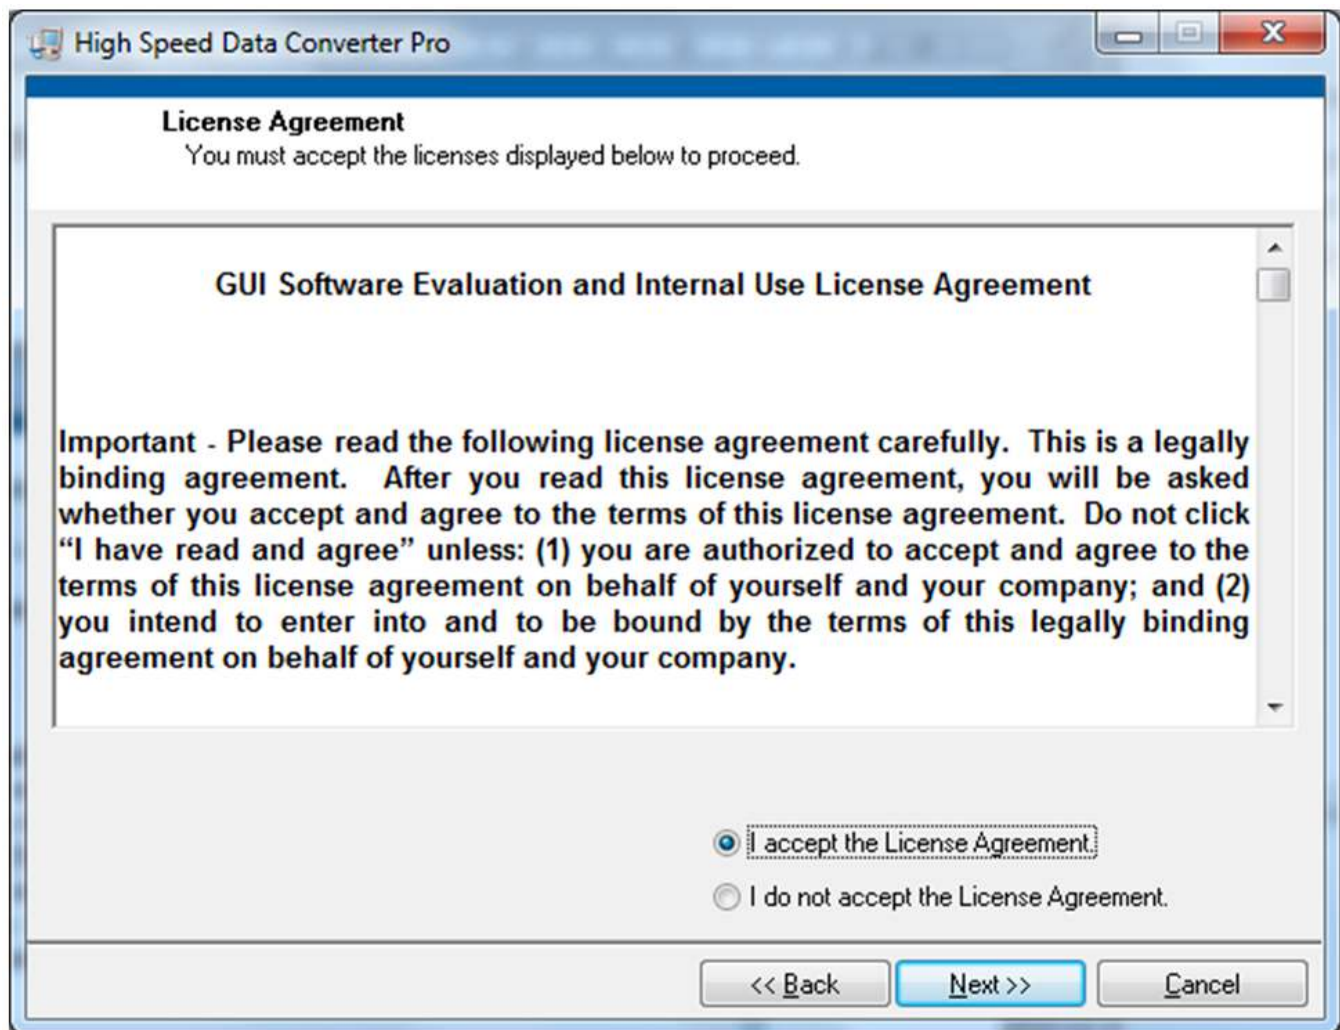 High Speed Data Converter Pro
License Agreement
You must accept the licenses displayed below to proceed.
GUI Software Evaluation and Internal Use License Agreement
Important - Please read the following license agreement carefully. This is a legally
binding agreement. After you read this license agreement, you will be asked
whether you accept and agree to the terms of this license agreement. Do not click
“I have read and agree” unless: (1) you are authorized to accept and agree to the
terms of this license agreement on behalf of yourself and your company; and (2)
you intend to enter into and to be bound by the terms of this legally binding
agreement on behalf of yourself and your company.
I accept the License Agreement.
I do not accept the License Agreement.
<< Back Next >> Cancel